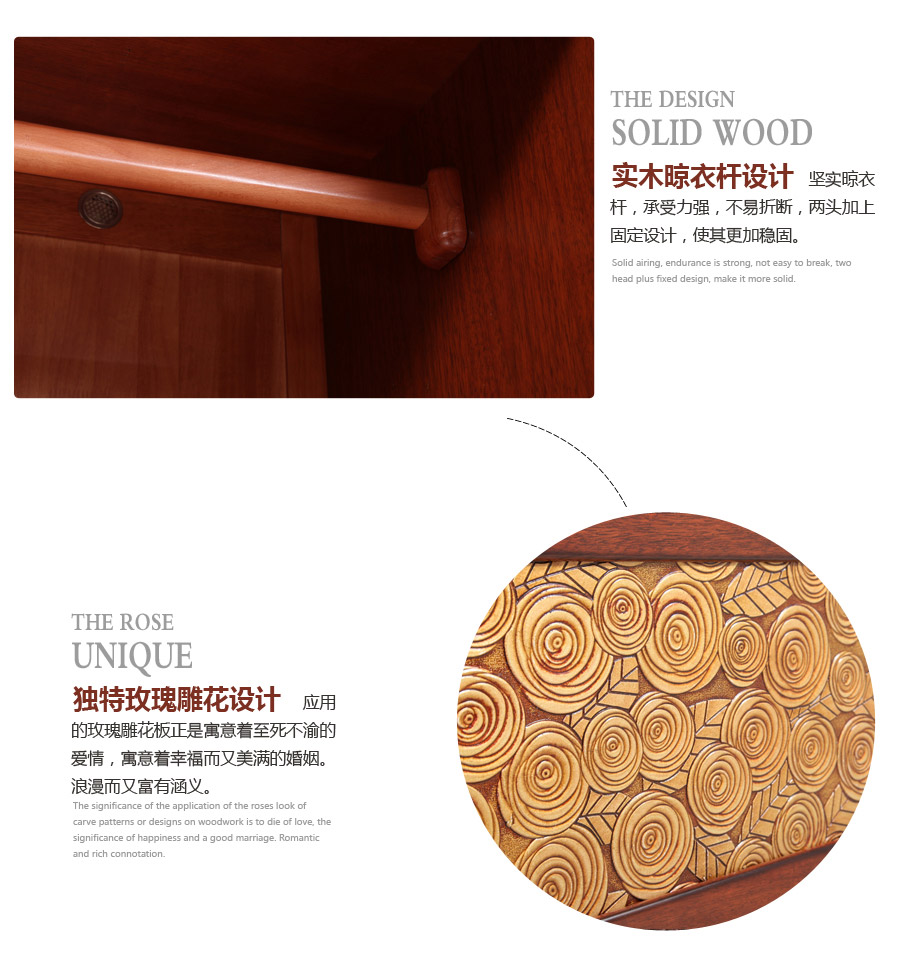 THE DESIGN
SOLID WOOD
实木晾衣杆设计 坚实晾衣
杆，承受力强，不易折断，两头加上
固定设计，使其更加稳固。
Solid airing, endurance is strong, not easy to break, two
head plus fixed design, make it more solid.
THE ROSE
UNIQUE
独特玫瑰雕花设计 应用
的玫瑰雕花板正是寓意着至死不渝的
爱情，寓意着幸福而又美满的婚姻。
浪漫而又富有涵义。
The significance of the application of the roses look of
carve patterns or designs on woodwork is to die of love, the
significance of happiness and a good marriage. Romantic
and rich connotation.